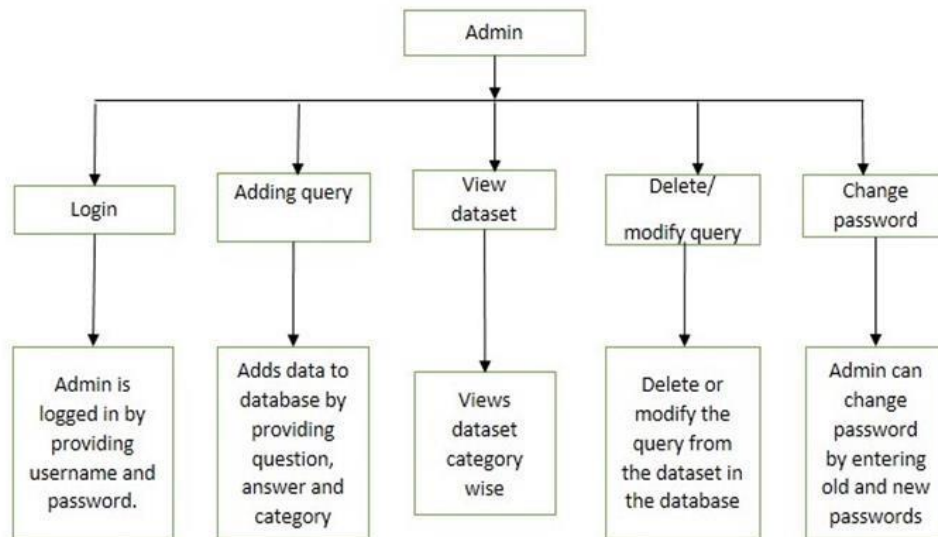 Admin
Login
Adding query
View
dataset
Delete/
modify query
Change
password
Admin is
logged in by
providing
username and
password.
Adds data to
database by
providing
question,
answer and
category
Views
dataset
category
wise
Delete or
modify the
query from
the dataset in
the database
Admin can
change
password
by entering
old and new
passwords